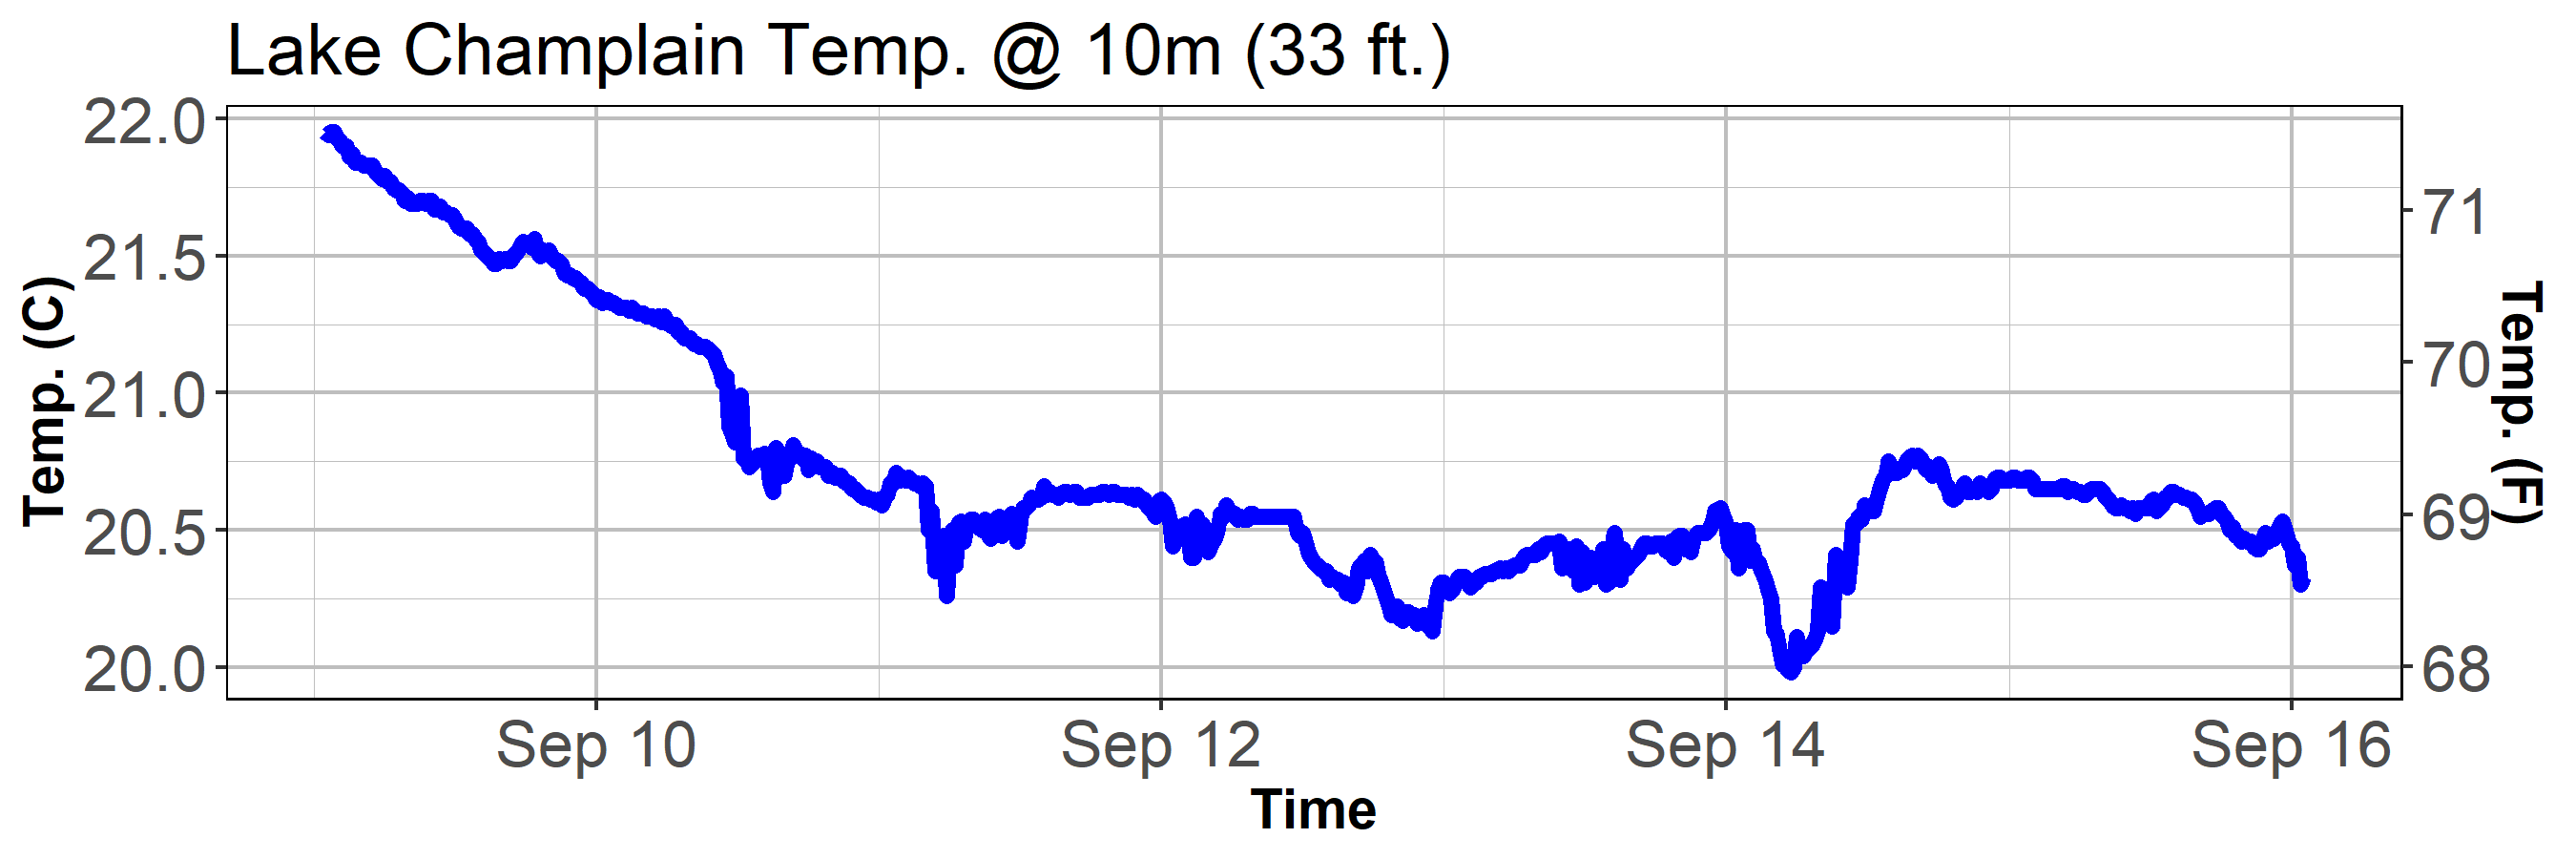 Lake Champlain Temp. @ 10m (33 ft.)
22.0
21.5
21.0
20.5
20.0
Temp. (C)
71
70
69
68
Temp. (F)
Sep 10
Sep 12
Sep 14
Sep 16
Time